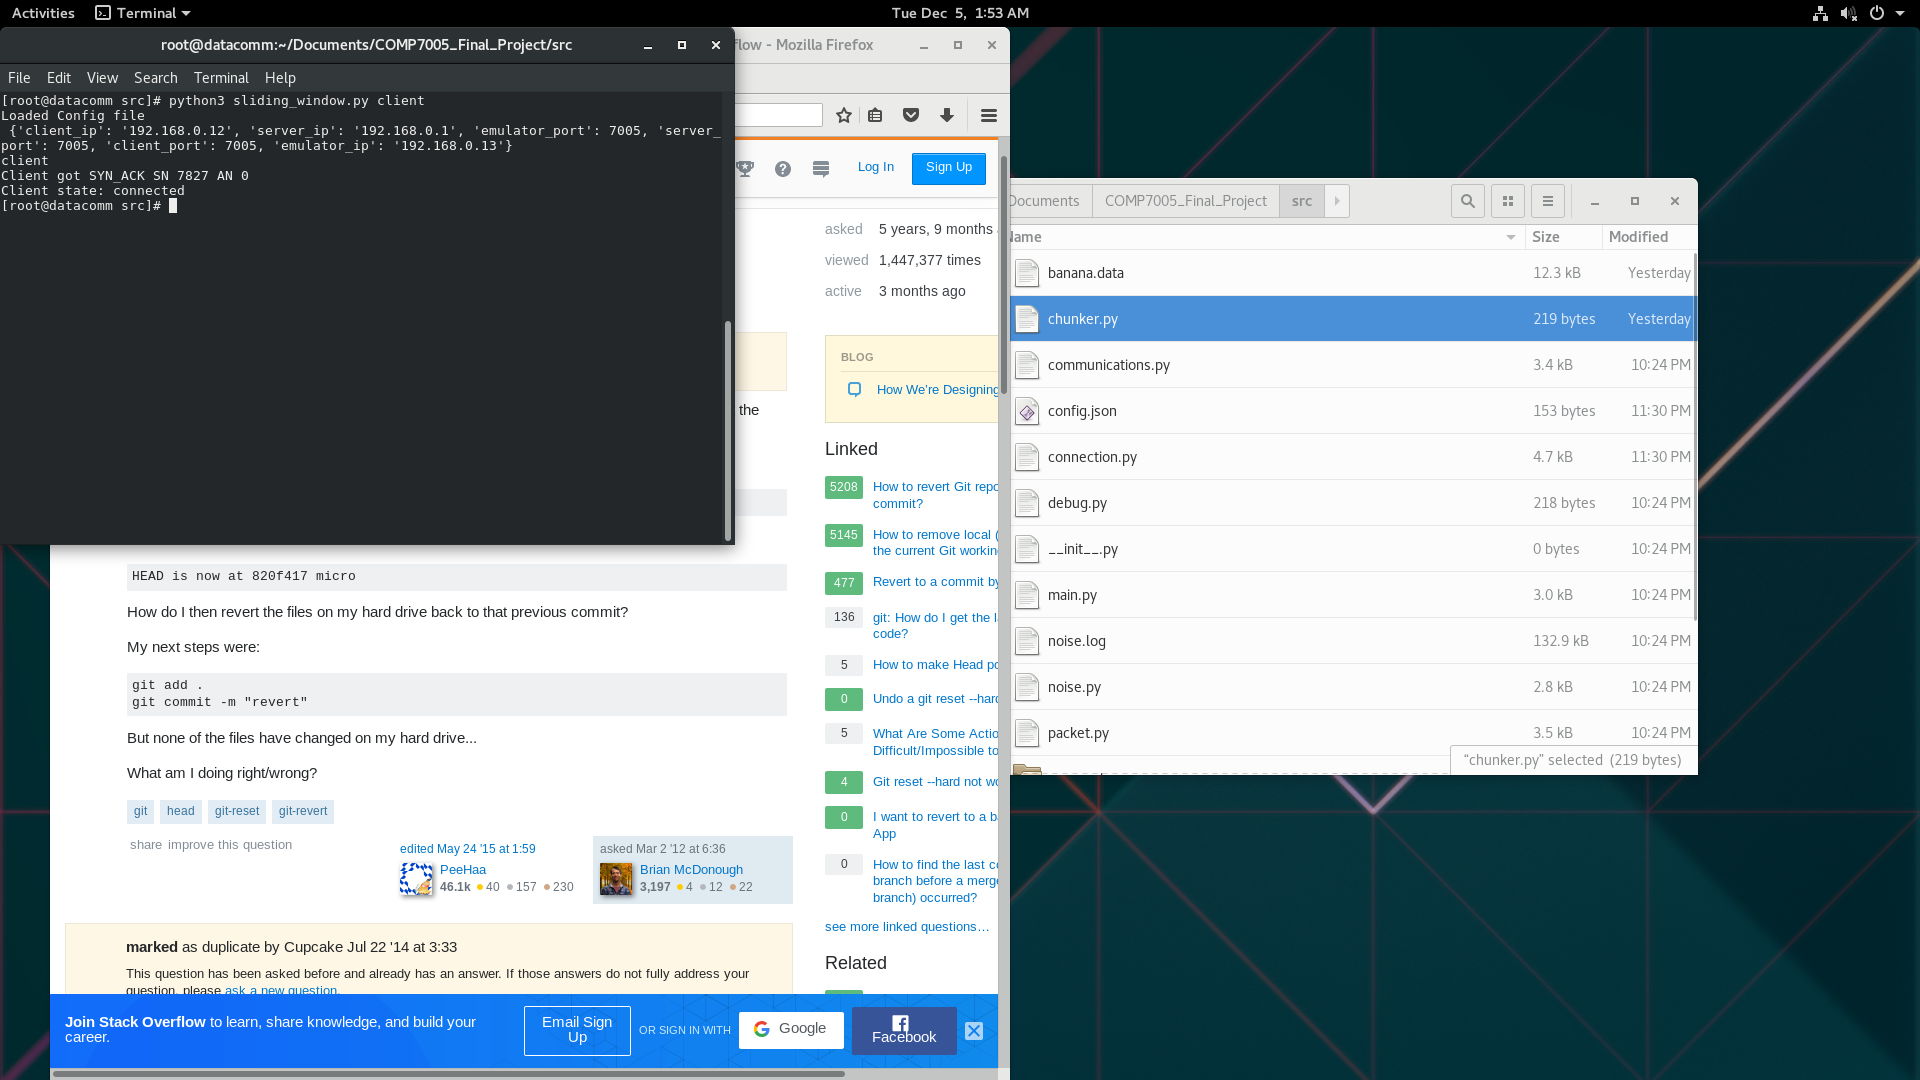 Activities
Terminal
Tue Dec 5, 1:53 AM
root@datacomm:~/Documents/COMP7005_Final_Project/src
File Edit View Search Terminal Help
[root@datacomm src]# python3 sliding_window.py client
Loaded Config file
{'client_ip': '192.168.0.12', 'server_ip': '192.168.0.1', 'emulator_port': 7005, 'server_
port': 7005, 'client_port': 7005, 'emulator_ip': '192.168.0.13'}
client
Client got SYN_ACK SN 7827 AN 0
Client state: connected
[root@datacomm src]#
flow - Mozilla Firefox
Log In
Sign Up
asked 5 years, 9 months
viewed 1,447,377 times
active 3 months ago
BLOG
How We're Designing
the
Linked
5208 How to revert Git repo
commit?
5145 How to remove local (
the current Git workin
477 Revert to a commit by
136 git: How do I get the l
code?
5 How to make Head po
0 Undo a git reset --hard
5 What Are Some Actio
Difficult/Impossible to
4 Git reset --hard not wo
0 I want to revert to a ba
App
0 How to find the last co
branch before a merge
branch) occurred?
see more linked questions…
Related
HEAD is now at 820f417 micro
How do I then revert the files on my hard drive back to that previous commit?
My next steps were:
git add .
git commit -m "revert"
But none of the files have changed on my hard drive...
What am I doing right/wrong?
git head git-reset git-revert
share improve this question
edited May 24 '15 at 1:59
PeeHaa
46.1k 40 157 230
asked Mar 2 '12 at 6:36
Brian McDonough
3,197 4 12 22
marked as duplicate by Cupcake Jul 22 '14 at 3:33
This question has been asked before and already has an answer. If those answers do not fully address your
question, please ask a new question.
Join Stack Overflow to learn, share knowledge, and build your
career.
Email Sign
Up
OR SIGN IN WITH
Google
Facebook
Documents COMP7005_Final_Project src
Name Size Modified
banana.data 12.3 kB Yesterday
chunker.py 219 bytes Yesterday
communications.py 3.4 kB 10:24 PM
config.json 153 bytes 11:30 PM
connection.py 4.7 kB 11:30 PM
debug.py 218 bytes 10:24 PM
__init__.py 0 bytes 10:24 PM
main.py 3.0 kB 10:24 PM
noise.log 132.9 kB 10:24 PM
noise.py 2.8 kB 10:24 PM
packet.py 3.5 kB 10:24 PM
“chunker.py” selected (219 bytes)